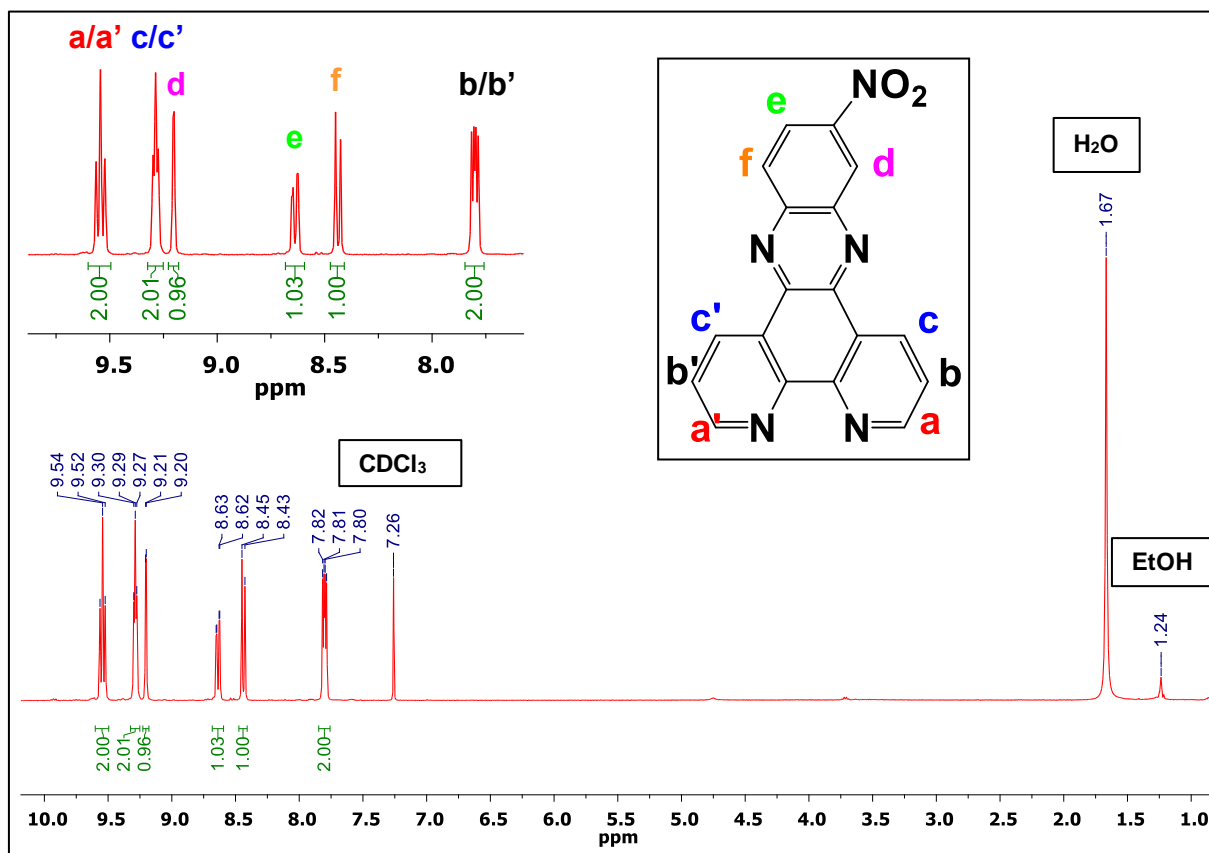 a/a’ c/c’
d
e
f
b/b’
2.00
2.01
0.96
1.03
1.00
2.00
9.5 9.0 8.5 8.0
ppm
NO2
e
f
d
N N
c' c
b' b
a' N N a
H2O
1.67
EtOH
1.24
CDCl3
9.54
9.52
9.30
9.29
9.27
9.21
9.20
8.63
8.62
8.45
8.43
7.82
7.81
7.80
7.26
2.00
2.01
0.96
1.03
1.00
2.00
10.0 9.5 9.0 8.5 8.0 7.5 7.0 6.5 6.0 5.5 5.0 4.5 4.0 3.5 3.0 2.5 2.0 1.5 1.0
ppm